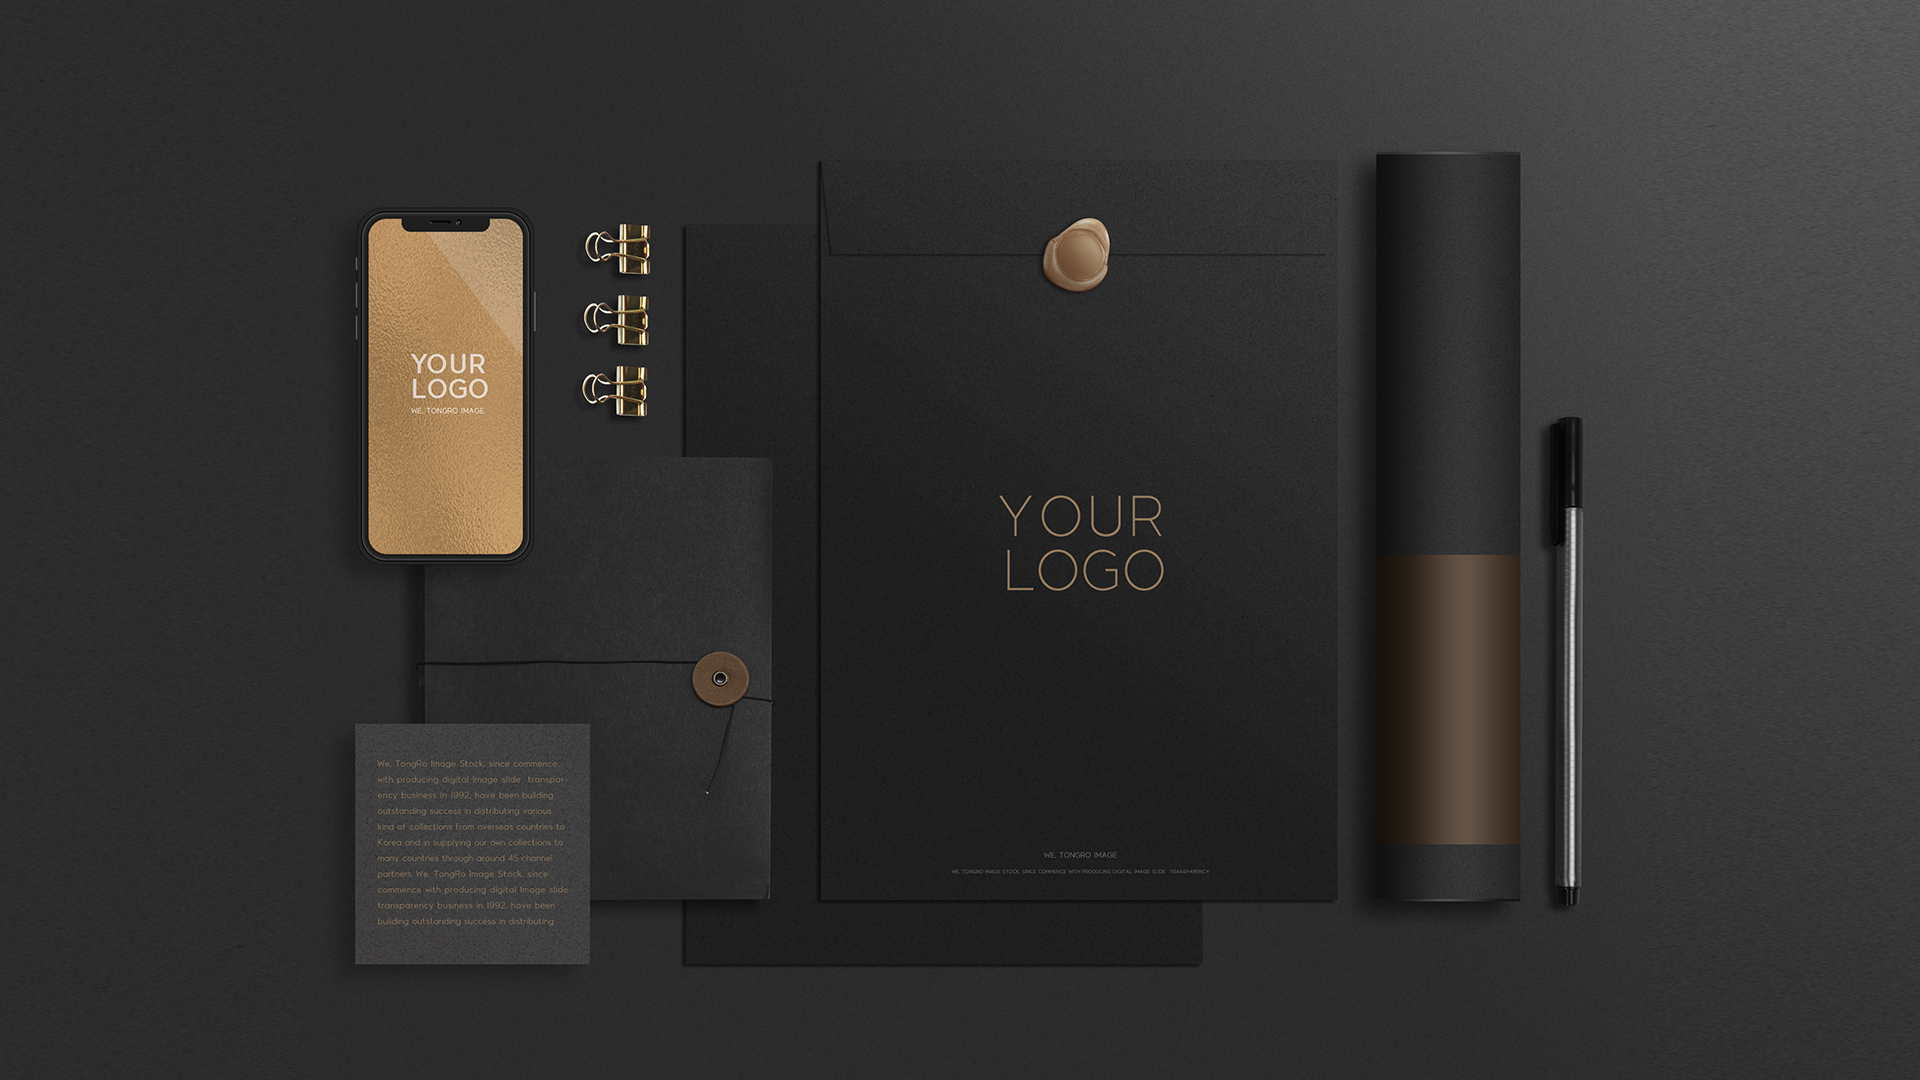 YOUR
LOGO
WE, TONGRO IMAGE
We, TongRo Image Stock, since commence
with producing digital Image slide transpar-
ency business in 1992, have been building
outstanding success in distributing various
kind of collections from overseas countries to
Korea and in supplying our own collections to
many countries through around 45 channel
partners. We, TongRo Image Stock, since
commence with producing digital Image slide
transparency business in 1992, have been
building outstanding success in distributing
YOUR
LOGO
WE, TONGRO IMAGE
WE, TONGRO IMAGE STOCK, SINCE COMMENCE WITH PRODUCING DIGITAL IMAGE SLIDE TRANSPARENCY